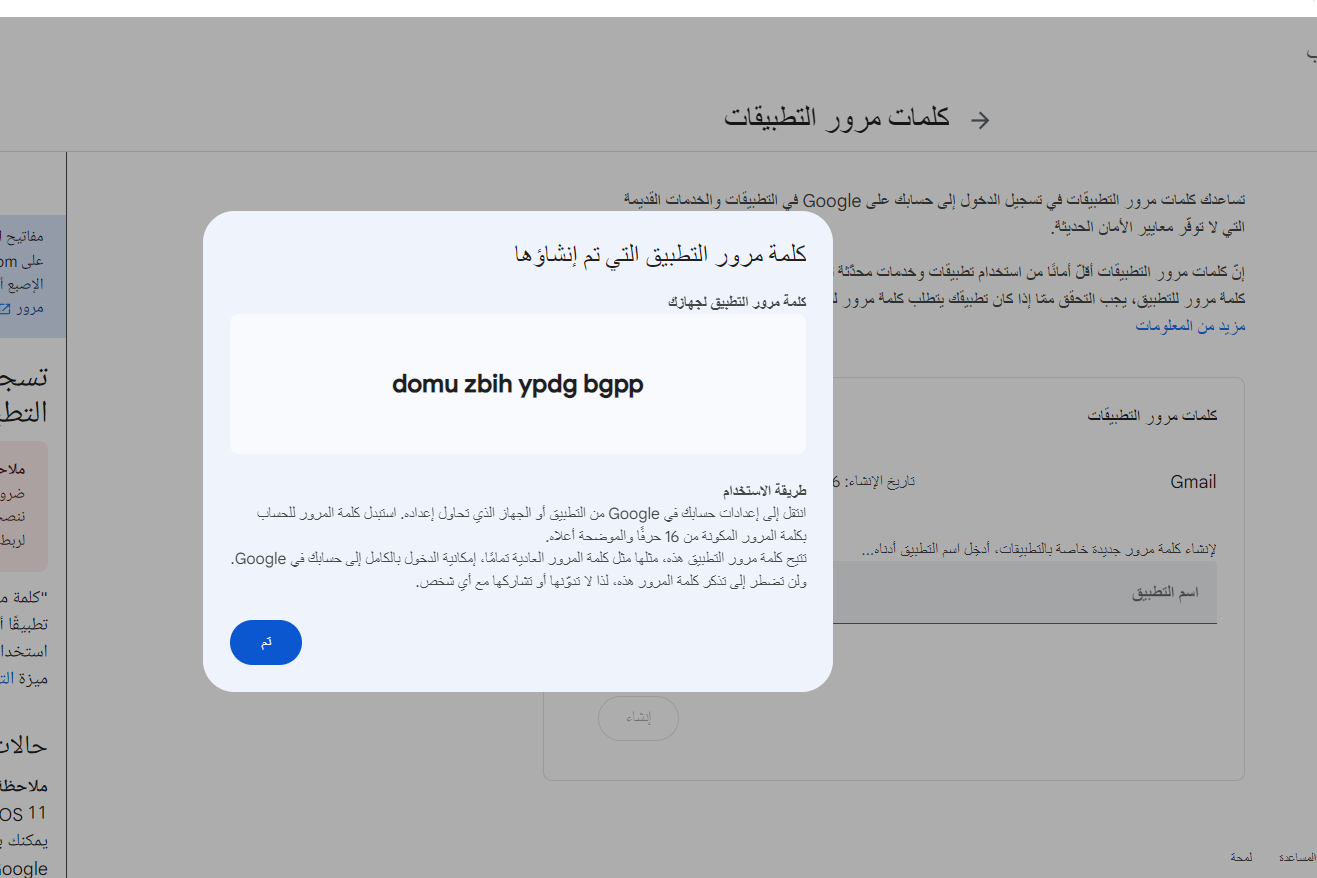 كلمات مرور التطبيقات
تساعدك كلمات مرور التطبيقات في تسجيل الدخول إلى حسابك على Google في التطبيقات والخدمات القديمة
التي لا توفّر معايير الأمان الحديثة.
إنّ كلمات مرور التطبيقات أقلّ أمانًا من استخدام تطبيقات وخدمات محدّثة
كلمة مرور للتطبيق، يجب التحقّق ممّا إذا كان تطبيقك يتطلب كلمة مرور
مزيد من المعلومات
كلمات مرور التطبيقات
Gmail
تاريخ الإنشاء: 6
لإنشاء كلمة مرور جديدة خاصة بالتطبيقات، أدخِل اسم التطبيق أدناه...
اسم التطبيق
إنشاء
كلمة مرور التطبيق التي تم إنشاؤها
كلمة مرور التطبيق لجهازك
domu zbih ypdg bgpp
طريقة الاستخدام
انتقل إلى إعدادات حسابك في Google من التطبيق أو الجهاز الذي تحاول إعداده. استبدل كلمة المرور للحساب
بكلمة المرور المكونة من 16 حرفًا والموضحة أعلاه.
تتيح كلمة مرور التطبيق هذه، مثلها مثل كلمة المرور العادية تمامًا، إمكانية الدخول بالكامل إلى حسابك في Google.
ولن تضطر إلى تذكر كلمة المرور هذه، لذا لا تدوّنها أو تشاركها مع أي شخص.
تم
مفاتيح
على om
الإصبع
مرور
تسج
التط
ملاح
ضرو
ننص
لربط
"كلمة م
تطبيقًا أ
استخدا
ميزة الت
حالات
ملاحظة
OS 11
يمكنك
Google
المساعدة
لمحة